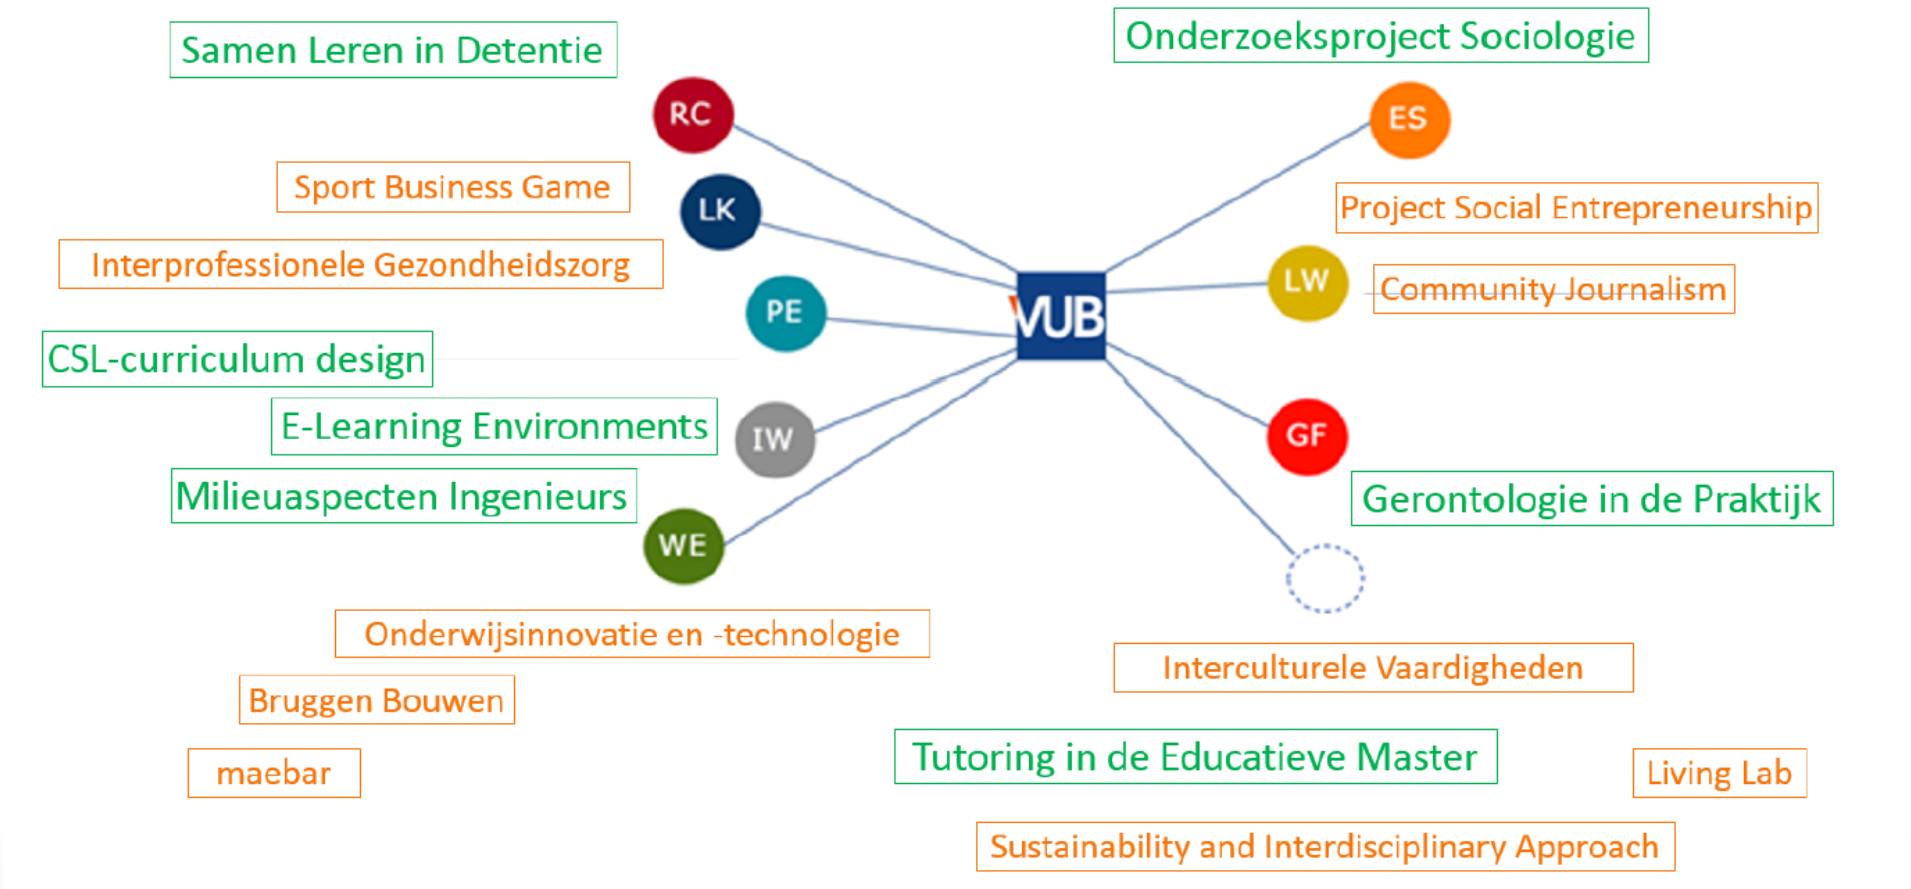 Samen Leren in Detentie
Onderzoeksproject Sociologie
RC
ES
Sport Business Game
LK
Project Social Entrepreneurship
Interprofessionele Gezondheidszorg
LW
Community Journalism
PE
VUB
CSL-curriculum design
E-Learning Environments
IW
GF
Milieuaspecten Ingenieurs
Gerontologie in de Praktijk
WE
Onderwijsinnovatie en -technologie
Interculturele Vaardigheden
Bruggen Bouwen
Tutoring in de Educatieve Master
maebar
Living Lab
Sustainability and Interdisciplinary Approach